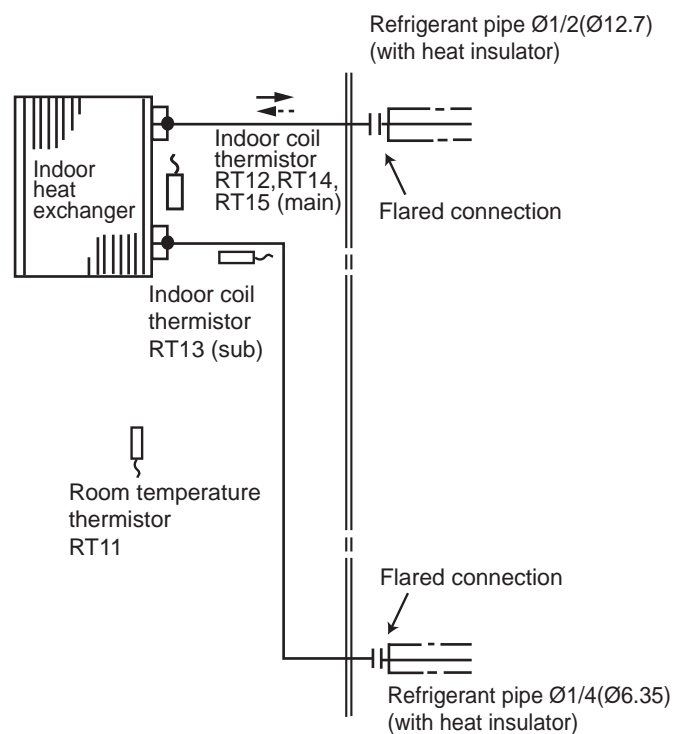 Refrigerant pipe Ø1/2(Ø12.7)
(with heat insulator)
Indoor coil
thermistor
RT12,RT14,
RT15 (main)
Indoor
heat
exchanger
Flared connection
Indoor coil
thermistor
RT13 (sub)
Room temperature
thermistor
RT11
Flared connection
Refrigerant pipe Ø1/4(Ø6.35)
(with heat insulator)